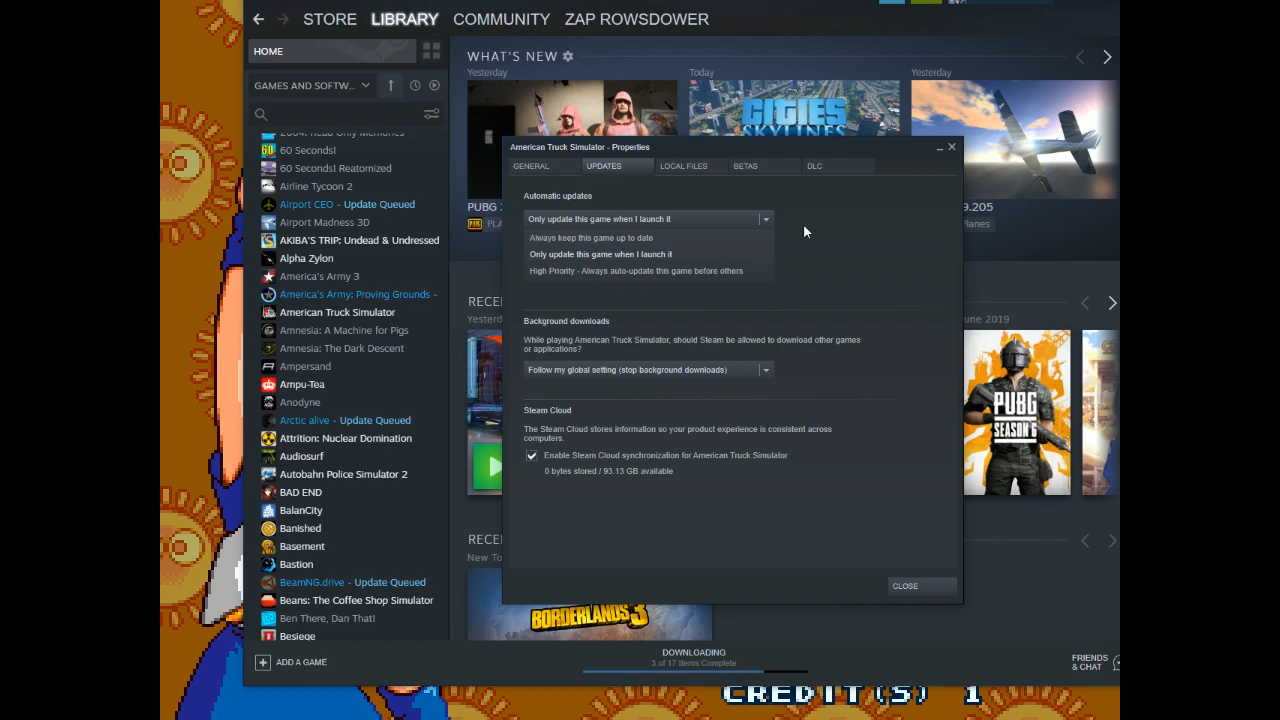 STORE LIBRARY COMMUNITY ZAP ROWSDOWER
HOME
GAMES AND SOFTW...
60 Seconds!
60 Seconds! Reatomized
Airline Tycoon 2
Airport CEO - Update Queued
Airport Madness 3D
AKIBA'S TRIP: Undead & Undressed
Alpha Zylon
America's Army 3
America's Army: Proving Grounds -
American Truck Simulator
Amnesia: A Machine for Pigs
Amnesia: The Dark Descent
Ampersand
Ampu-Tea
Anodyne
Arctic alive - Update Queued
Attrition: Nuclear Domination
Audiosurf
Autobahn Police Simulator 2
BAD END
BalanCity
Banished
Basement
Bastion
BeamNG.drive - Update Queued
Beans: The Coffee Shop Simulator
Ben There, Dan That!
Besiege
WHAT'S NEW
Yesterday Today Yesterday
CITIES
SKYLINES
PUBG
9.205
Planes
American Truck Simulator - Properties
GENERAL UPDATES LOCAL FILES BETAS DLC
Automatic updates
Only update this game when I launch it
Always keep this game up to date
Only update this game when I launch it
High Priority - Always auto-update this game before others
Background downloads
While playing American Truck Simulator, should Steam be allowed to download other games
or applications?
Follow my global setting (stop background downloads)
Steam Cloud
The Steam Cloud stores information so your product experience is consistent across
computers.
Enable Steam Cloud synchronization for American Truck Simulator
0 bytes stored / 93.13 GB available
CLOSE
RECE
Yesterd
une 2019
PUBG
SEASON 6
RECE
New To
BORDERLANDS 3
ADD A GAME
DOWNLOADING
3 of 17 Items Complete
FRIENDS
& CHAT
CREDIT(S) 1